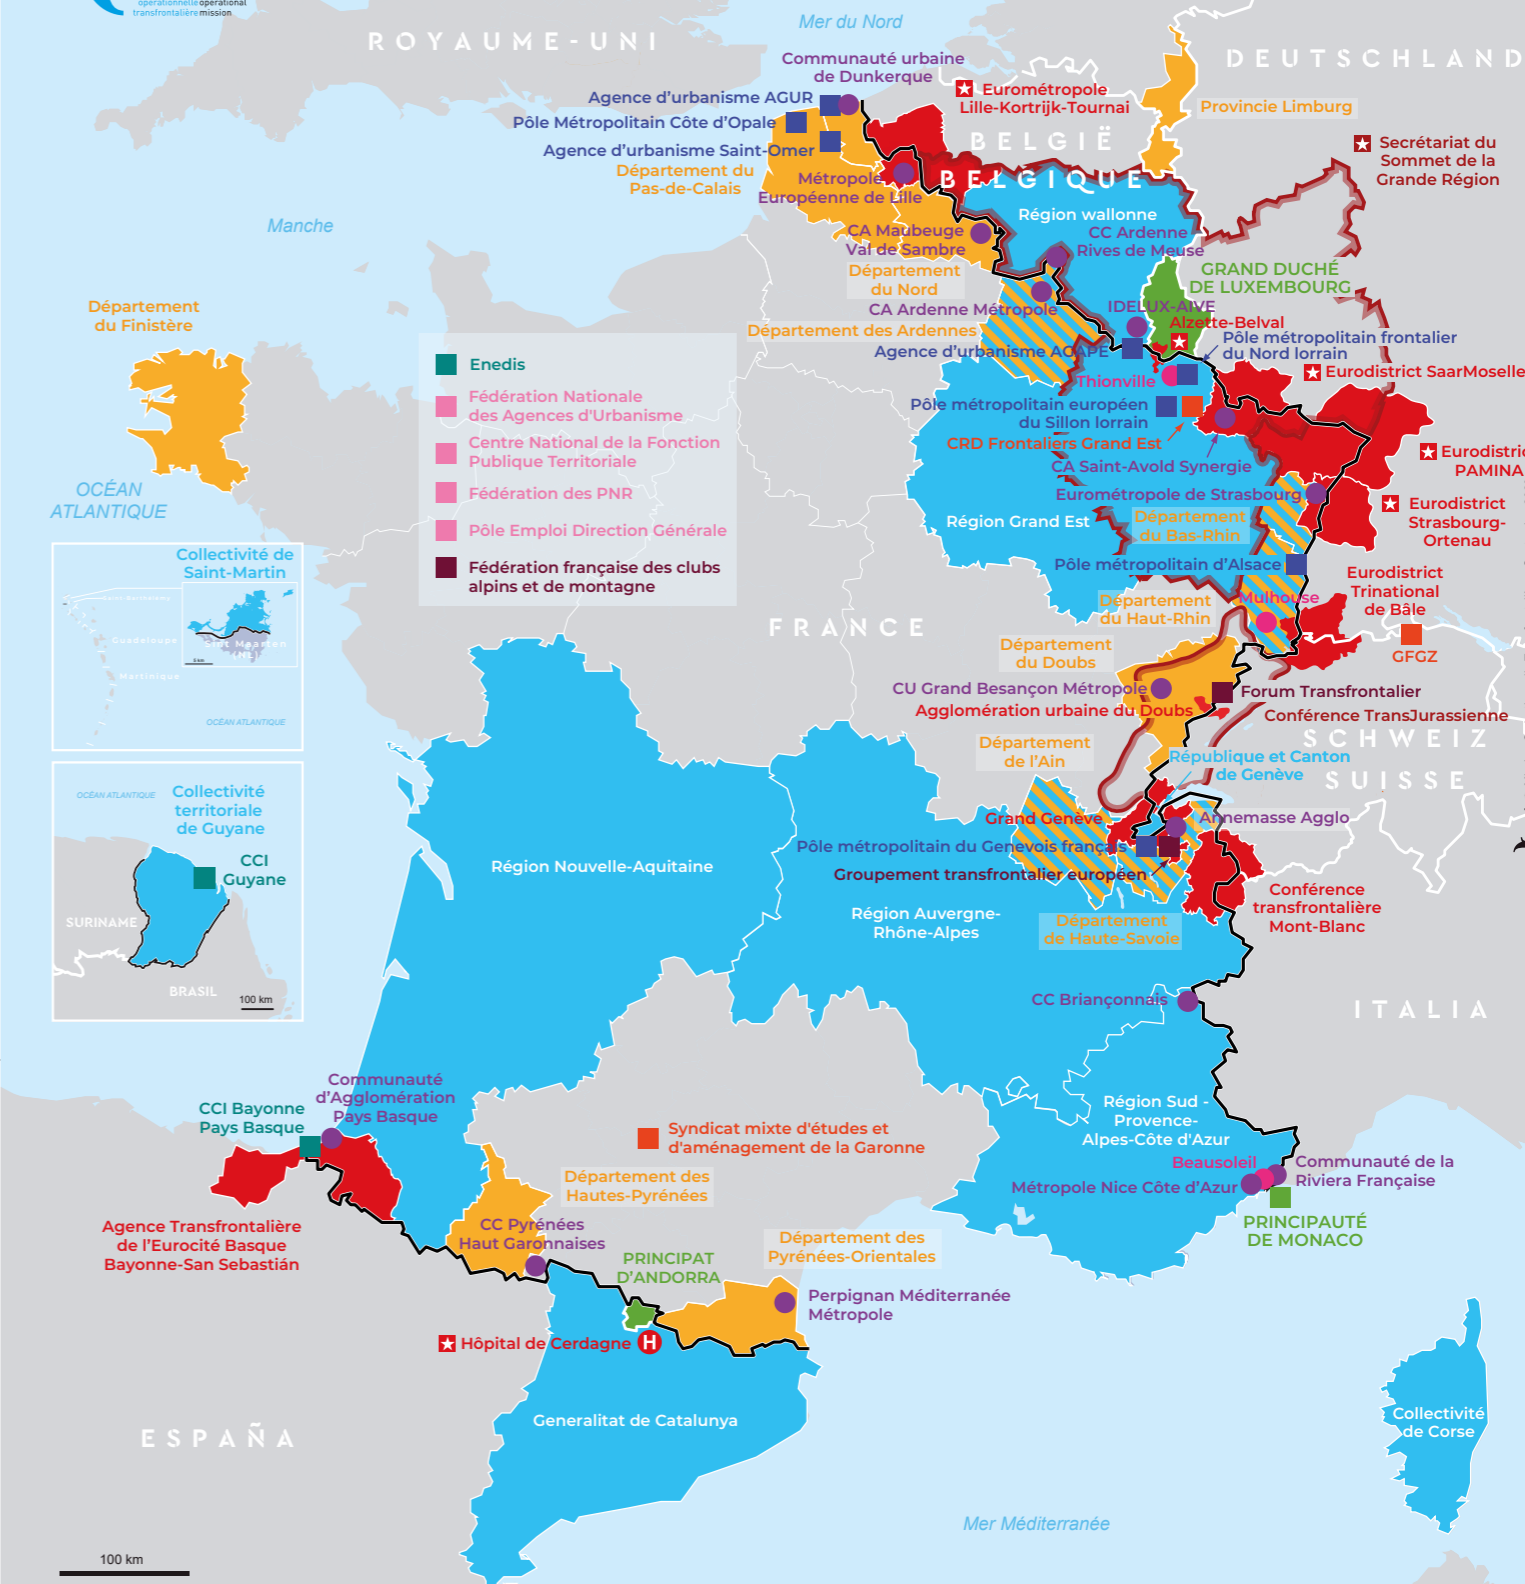 opérationnelle operational
transfrontalière mission
ROYAUME-UNI
Mer du Nord
DEUTSCHLAND
Communauté urbaine
de Dunkerque
Agence d'urbanisme AGUR
Pôle Métropolitain Côte d'Opale
Agence d'urbanisme Saint-Omer
Département du
Pas-de-Calais
Eurométropole
Lille-Kortrijk-Tournai
Provincie Limburg
BELGIË
BELGIQUE
Secrétariat du
Sommet de la
Grande Région
Métropole
Européenne de Lille
Région wallonne
Manche
CA Maubeuge
Val de Sambre
CC Ardenne
Rives de Meuse
Département
du Nord
GRAND DUCHÉ
DE LUXEMBOURG
CA Ardenne Métropole
IDELUX-AIVE
Département des Ardennes
Alzette-Belval
Agence d'urbanisme AGAPE
Pôle métropolitain frontalier
du Nord lorrain
Thionville
Eurodistrict SaarMoselle
Pôle métropolitain européen
du Sillon lorrain
CRD Frontaliers Grand Est
CA Saint-Avold Synergie
Eurodistric
PAMINA
Eurométropole de Strasbourg
Région Grand Est
Département
du Bas-Rhin
Eurodistrict
Strasbourg-
Ortenau
Pôle métropolitain d'Alsace
Département
du Haut-Rhin
Mulhouse
Eurodistrict
Trinational
de Bâle
GFGZ
Département
du Finistère
Enedis
Fédération Nationale
des Agences d'Urbanisme
Centre National de la Fonction
Publique Territoriale
Fédération des PNR
Pôle Emploi Direction Générale
Fédération française des clubs
alpins et de montagne
OCÉAN
ATLANTIQUE
Collectivité de
Saint-Martin
Saint-Barthélemy
Guadeloupe
Sint Maarten
(NL)
Martinique
OCÉAN ATLANTIQUE
FRANCE
Département
du Doubs
CU Grand Besançon Métropole
Agglomération urbaine du Doubs
Forum Transfrontalier
Conférence TransJurassienne
SCHWEIZ
SUISSE
Département
de l'Ain
République et Canton
de Genève
Grand Genève
Annemasse Agglo
Pôle métropolitain du Genevois français
Groupement transfrontalier européen
Conférence
transfrontalière
Mont-Blanc
Département
de Haute-Savoie
OCÉAN ATLANTIQUE
Collectivité
territoriale
de Guyane
CCI
Guyane
SURINAME
BRASIL
100 km
Région Nouvelle-Aquitaine
Région Auvergne-
Rhône-Alpes
CC Briançonnais
ITALIA
Région Sud -
Provence-
Alpes-Côte d'Azur
Beausoleil
Communauté de la
Riviera Française
Métropole Nice Côte d'Azur
PRINCIPAUTÉ
DE MONACO
Communauté
d'Agglomération
Pays Basque
CCI Bayonne
Pays Basque
Syndicat mixte d'études et
d'aménagement de la Garonne
Département des
Hautes-Pyrénées
Agence Transfrontalière
de l'Eurocité Basque
Bayonne-San Sebastián
CC Pyrénées
Haut Garonnaises
PRINCIPAT
D'ANDORRA
Département des
Pyrénées-Orientales
Perpignan Méditerranée
Métropole
Hôpital de Cerdagne
H
Generalitat de Catalunya
ESPAÑA
Collectivité
de Corse
Mer Méditerranée
100 km